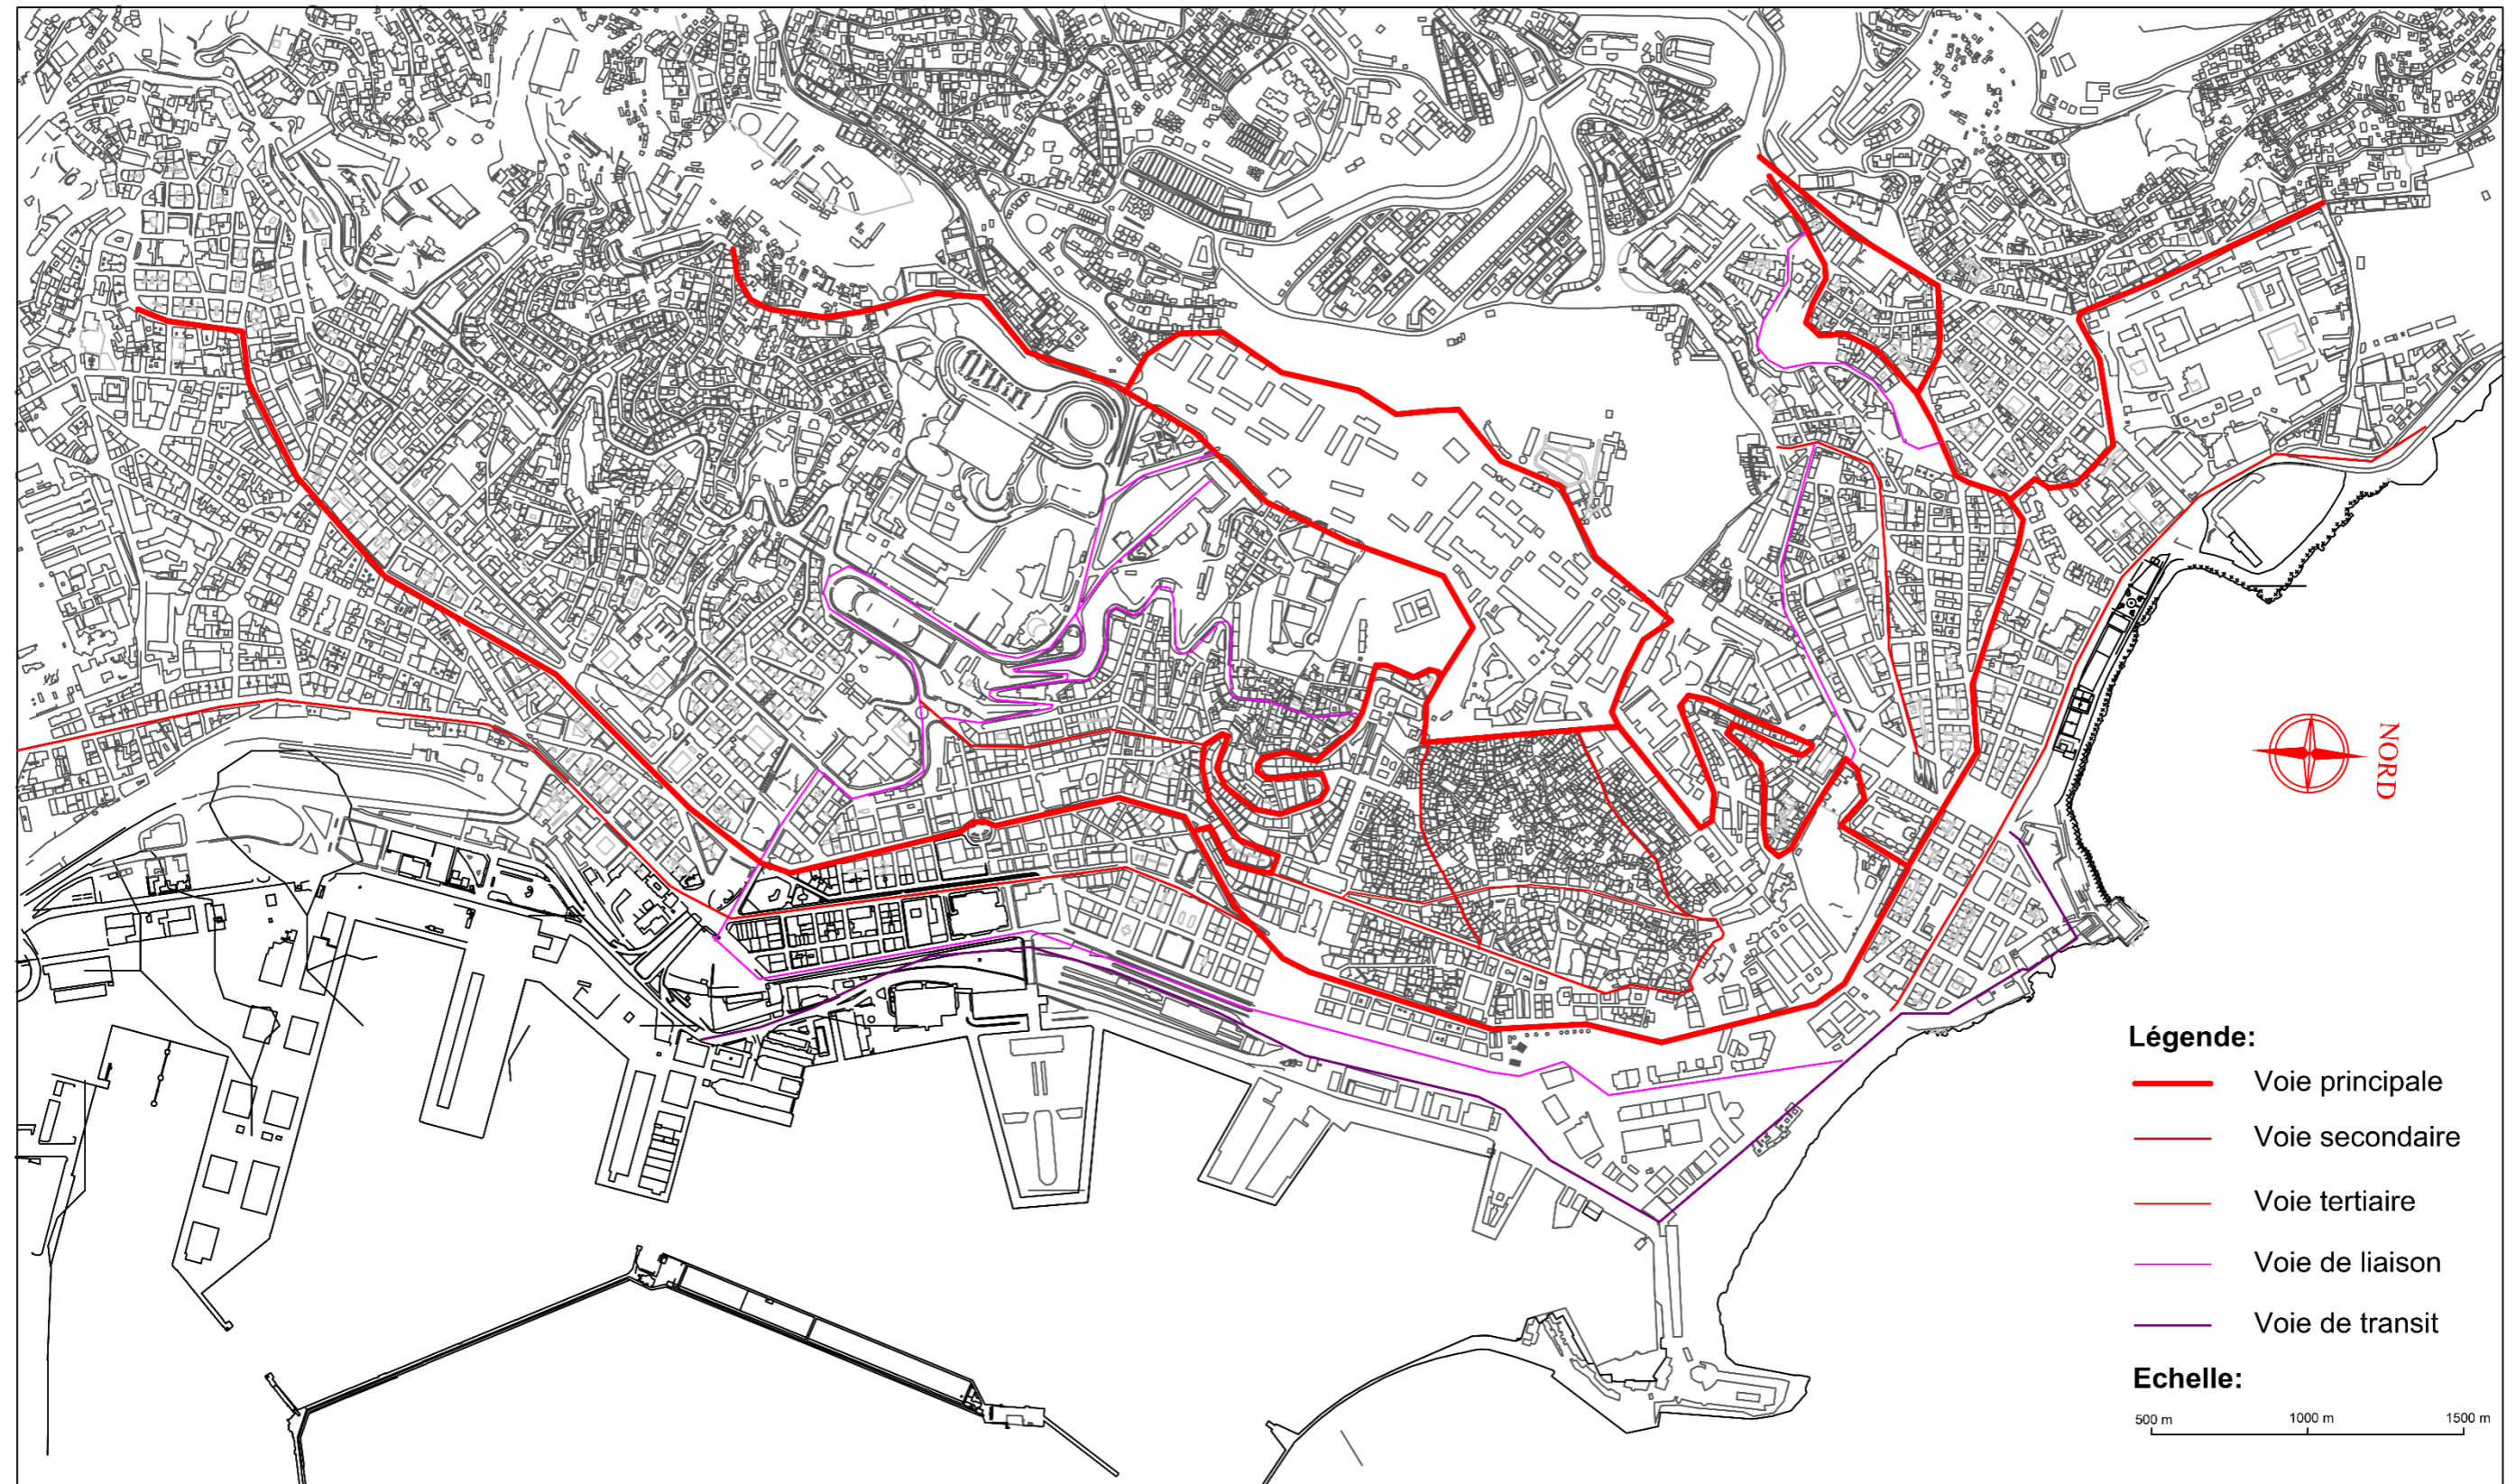 NORD
Légende:
Voie principale
Voie secondaire
Voie tertiaire
Voie de liaison
Voie de transit
Echelle:
500 m 1000 m 1500 m